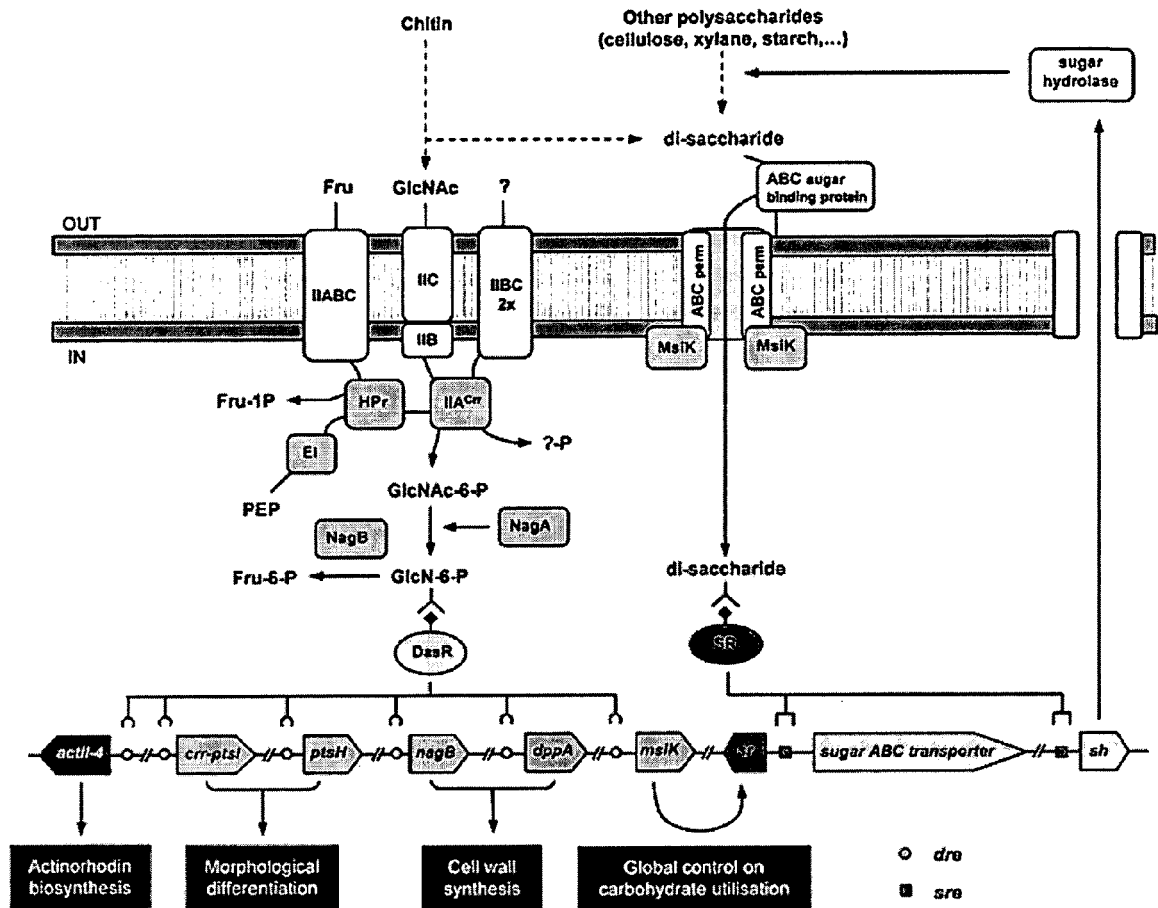 Chitin
Other polysaccharides
(cellulose, xylane, starch,...)
sugar
hydrolase
di-saccharide
Fru
GlcNAc
?
ABC sugar
binding protein
OUT
IIABC
IIC
IIBC
2x
ABC perm
ABC perm
IN
IIB
MsiK
MsiK
Fru-1P
HPr
IIACrr
?-P
EI
PEP
GlcNAc-6-P
NagB
NagA
Fru-6-P
GlcN-6-P
di-saccharide
DasR
SR
actII-4
crr-ptsI
ptsH
nagB
dppA
msiK
sr
sugar ABC transporter
sh
Actinorhodin
biosynthesis
Morphological
differentiation
Cell wall
synthesis
Global control on
carbohydrate utilisation
dre
sre